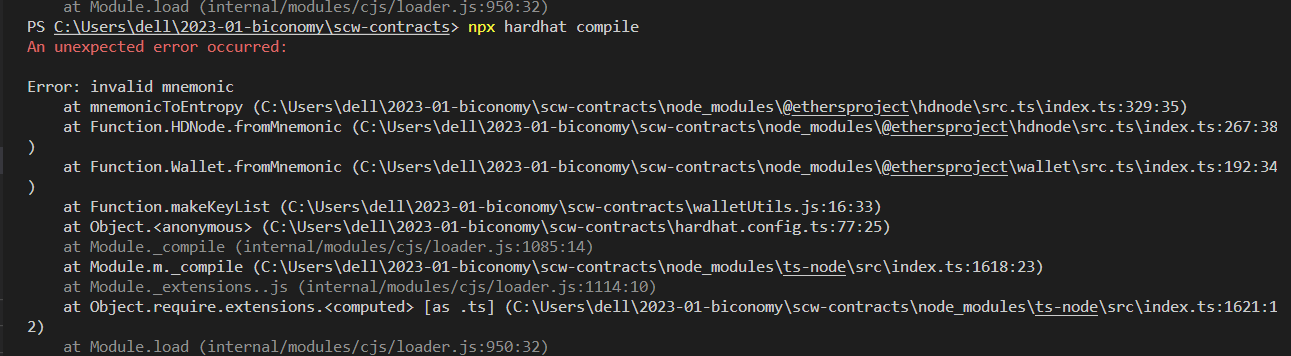 at Module.load (internal/modules/cjs/loader.js:950:32)
PS C:\Users\dell\2023-01-biconomy\scw-contracts> npx hardhat compile
An unexpected error occurred:

Error: invalid mnemonic
    at mnemonicToEntropy (C:\Users\dell\2023-01-biconomy\scw-contracts\node_modules\@ethersproject\hdnode\src.ts\index.ts:329:35)
    at Function.HDNode.fromMnemonic (C:\Users\dell\2023-01-biconomy\scw-contracts\node_modules\@ethersproject\hdnode\src.ts\index.ts:267:38
)
    at Function.Wallet.fromMnemonic (C:\Users\dell\2023-01-biconomy\scw-contracts\node_modules\@ethersproject\wallet\src.ts\index.ts:192:34
)
    at Function.makeKeyList (C:\Users\dell\2023-01-biconomy\scw-contracts\walletUtils.js:16:33)
    at Object.<anonymous> (C:\Users\dell\2023-01-biconomy\scw-contracts\hardhat.config.ts:77:25)
    at Module._compile (internal/modules/cjs/loader.js:1085:14)
    at Module.m._compile (C:\Users\dell\2023-01-biconomy\scw-contracts\node_modules\ts-node\src\index.ts:1618:23)
    at Module._extensions..js (internal/modules/cjs/loader.js:1114:10)
    at Object.require.extensions.<computed> [as .ts] (C:\Users\dell\2023-01-biconomy\scw-contracts\node_modules\ts-node\src\index.ts:1621:1
2)
    at Module.load (internal/modules/cjs/loader.js:950:32)